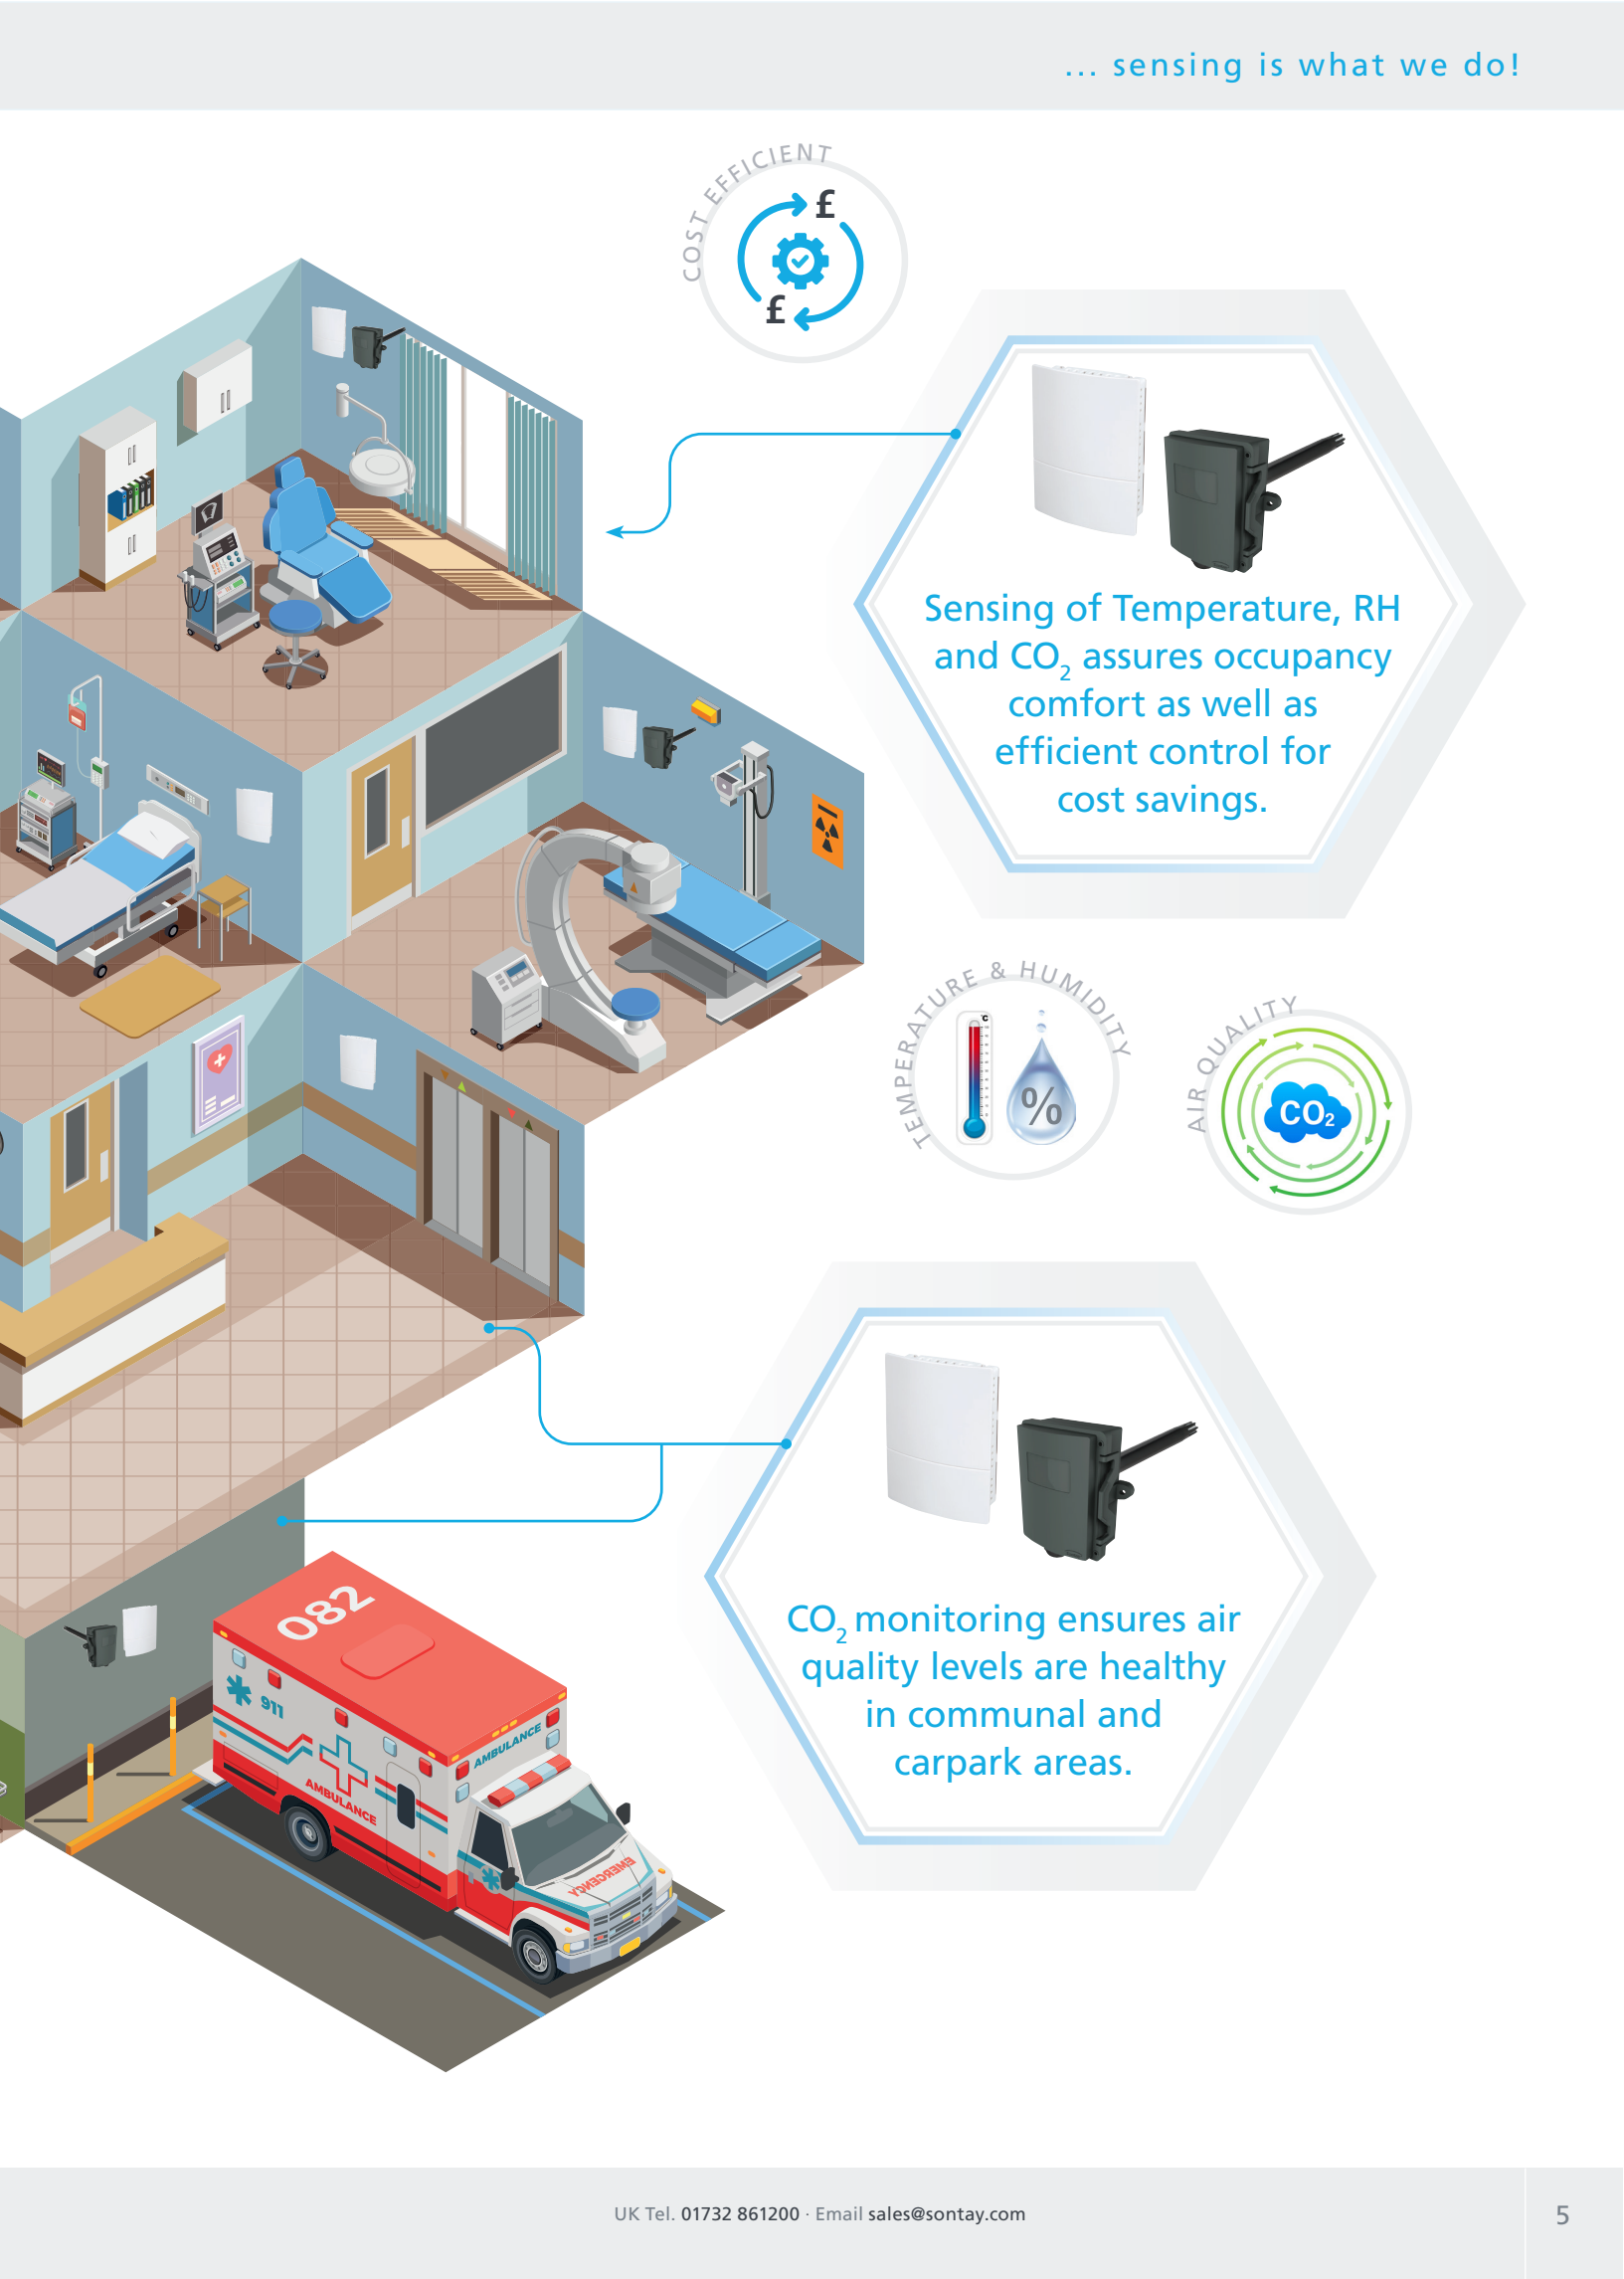 ... sensing is what we do!
COST EFFICIENT
£
£
Sensing of Temperature, RH
and CO₂ assures occupancy
comfort as well as
efficient control for
cost savings.
TEMPERATURE & HUMIDITY
°C
%
AIR QUALITY
CO₂
CO₂ monitoring ensures air
quality levels are healthy
in communal and
carpark areas.
082
911
AMBULANCE
AMBULANCE
EMERGENCY
UK Tel. 01732 861200 · Email sales@sontay.com
5